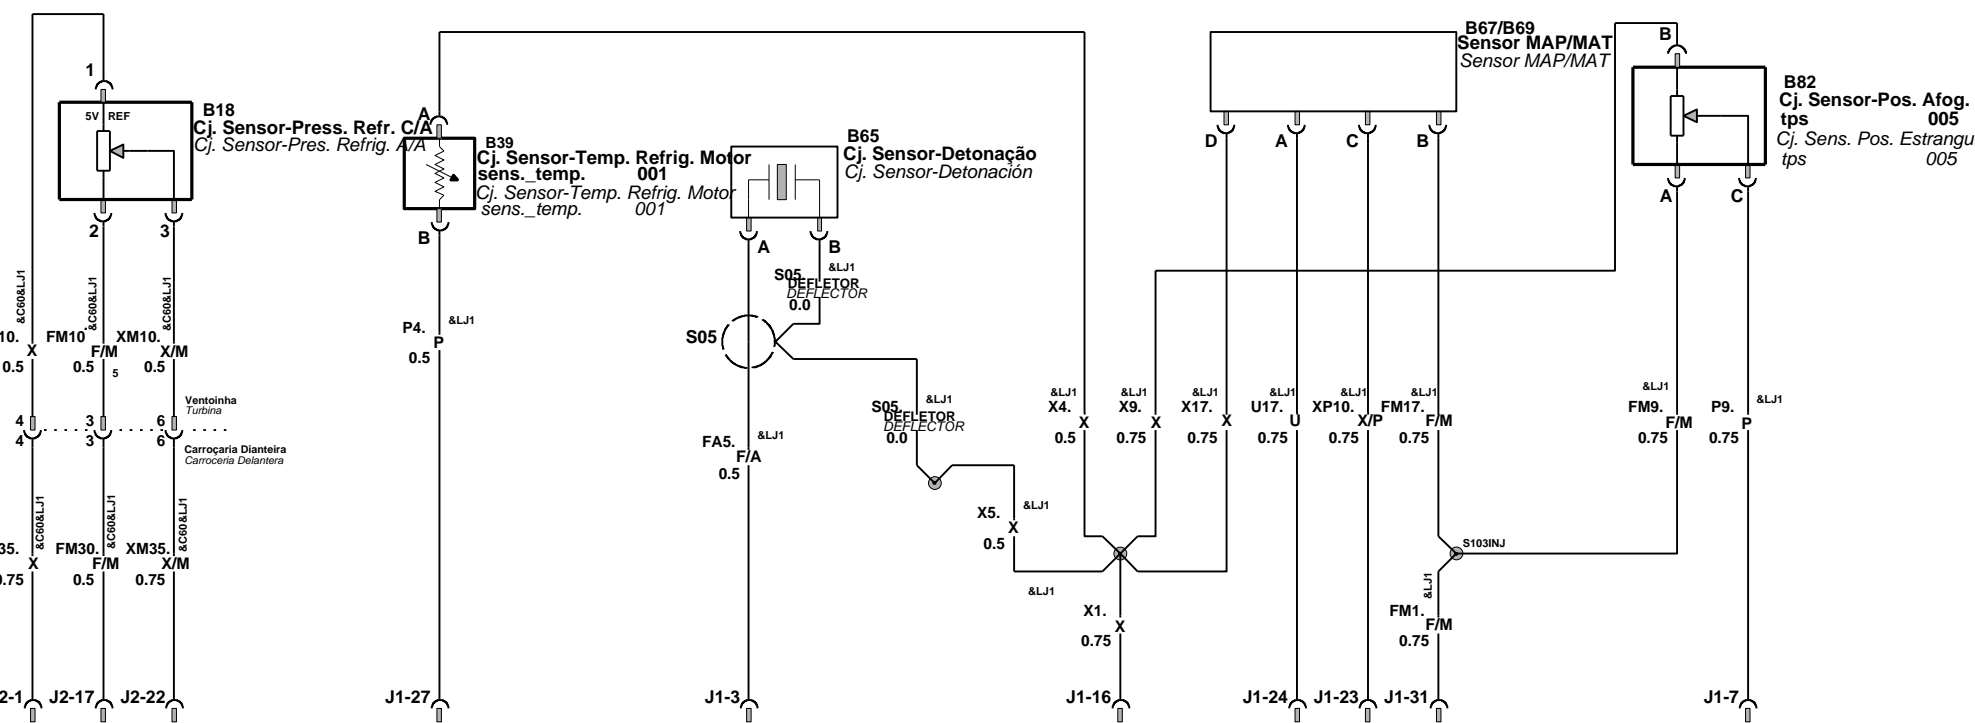 1
5V REF
B18
Cj. Sensor-Press. Refr. C/A
Cj. Sensor-Pres. Refrig. A/A
2
3
&C60&LJ1
&C60&LJ1
&C60&LJ1
10.
X
0.5
FM10
F/M
0.5
5
XM10.
X/M
0.5
Ventoinha
Turbina
4
3
6
4
3
6
Carroçaria Dianteira
Carroceria Delantera
&C60&LJ1
&C60&LJ1
&C60&LJ1
35.
X
0.75
FM30.
F/M
0.5
XM35.
X/M
0.75
2-1
J2-17
J2-22
A
B39
Cj. Sensor-Temp. Refrig. Motor
sens._temp. 001
Cj. Sensor-Temp. Refrig. Motor
sens._temp. 001
B
P4.
&LJ1
P
0.5
J1-27
B65
Cj. Sensor-Detonação
Cj. Sensor-Detonación
A
B
&LJ1
S05.
DEFLETOR
DEFLECTOR
0.0
S05
&LJ1
S05.
DEFLETOR
DEFLECTOR
0.0
FA5.
&LJ1
F/A
0.5
J1-3
X5.
&LJ1
X
0.5
&LJ1
&LJ1
X4.
X
0.5
&LJ1
X9.
X
0.75
&LJ1
X17.
X
0.75
X1.
X
0.75
J1-16
B67/B69
Sensor MAP/MAT
Sensor MAP/MAT
D
A
C
B
&LJ1
U17.
U
0.75
&LJ1
XP10.
X/P
0.75
&LJ1
FM17.
F/M
0.75
S103INJ
&LJ1
FM1.
F/M
0.75
J1-24
J1-23
J1-31
B
B82
Cj. Sensor-Pos. Afog.
tps 005
Cj. Sens. Pos. Estrangu
tps 005
A
C
&LJ1
FM9.
F/M
0.75
P9.
&LJ1
P
0.75
J1-7